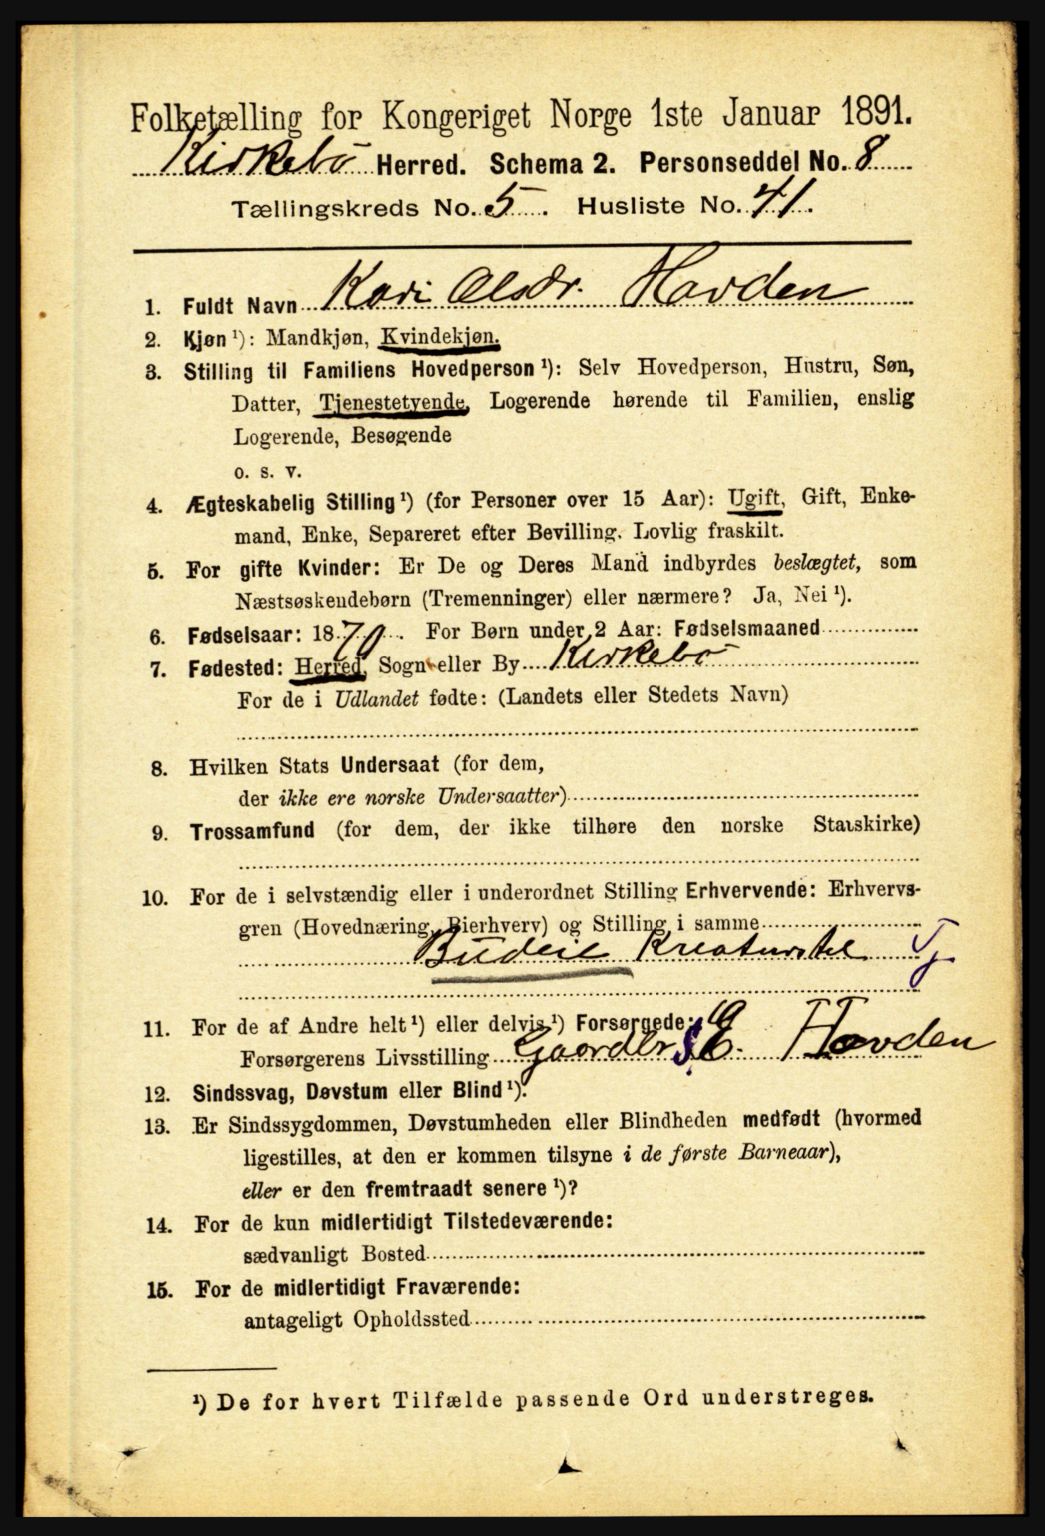 Folketælling for Kongeriget Norge 1ste Januar 1891.
Kirkebö Herred. Schema 2. Personseddel No. 8
Tællingskreds No. 5. Husliste No. 41.
1. Fuldt Navn Kari Olsdr. Hovden
2. Kjøn ¹): Mandkjøn, Kvindekjøn.
3. Stilling til Familiens Hovedperson ¹): Selv Hovedperson, Hustru, Søn,
Datter, Tjenestetyende, Logerende hørende til Familien, enslig
Logerende, Besøgende
o. s. v.
4. Ægteskabelig Stilling ¹) (for Personer over 15 Aar): Ugift, Gift, Enke-
mand, Enke, Separeret efter Bevilling. Lovlig fraskilt.
5. For gifte Kvinder: Er De og Deres Mand indbyrdes beslægtet, som
Næstsøskendebørn (Tremenninger) eller nærmere? Ja, Nei ¹).
6. Fødselsaar: 1870. For Børn under 2 Aar: Fødselsmaaned
7. Fødested: Herred, Sogn eller By Kirkebö
For de i Udlandet fødte: (Landets eller Stedets Navn)
8. Hvilken Stats Undersaat (for dem,
der ikke ere norske Undersaatter)
9. Trossamfund (for dem, der ikke tilhøre den norske Statskirke)
10. For de i selvstændig eller i underordnet Stilling Erhvervende: Erhvervs-
gren (Hovednæring, Bierhverv) og Stilling i samme
Budeie Kreaturstel Tj
11. For de af Andre helt ¹) eller delvis ¹) Forsørgede:
Forsørgerens Livsstilling Gaardbr S E. Hovden
12. Sindssvag, Døvstum eller Blind ¹).
13. Er Sindssygdommen, Døvstumheden eller Blindheden medfødt (hvormed
ligestilles, at den er kommen tilsyne i de første Barneaar),
eller er den fremtraadt senere ¹)?
14. For de kun midlertidigt Tilstedeværende:
sædvanligt Bosted
15. For de midlertidigt Fraværende:
antageligt Opholdssted
¹) De for hvert Tilfælde passende Ord understreges.